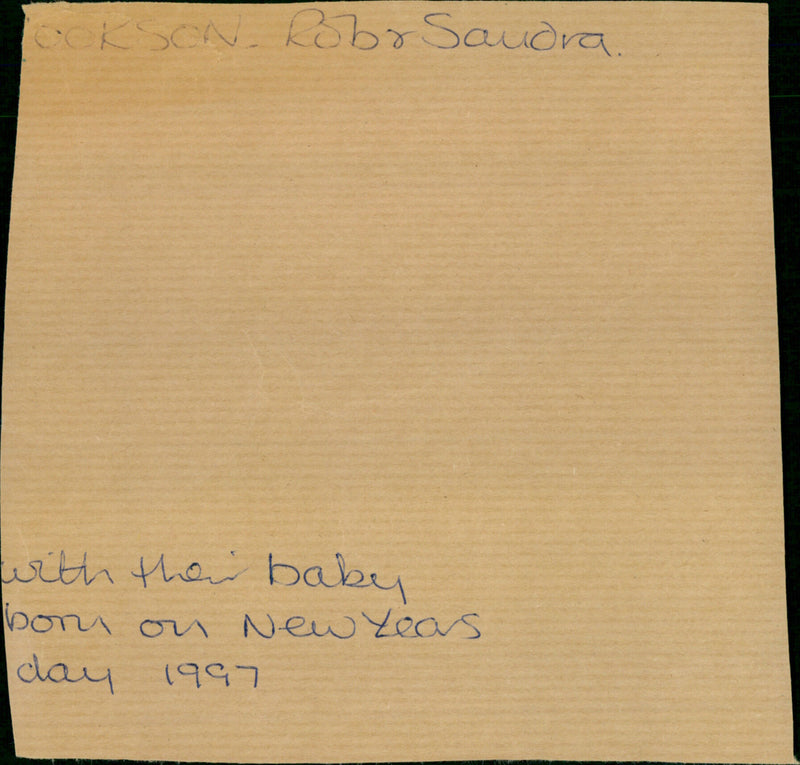 OOKSON. Rob & Sandra.
with their baby
born on New Years
day 1997